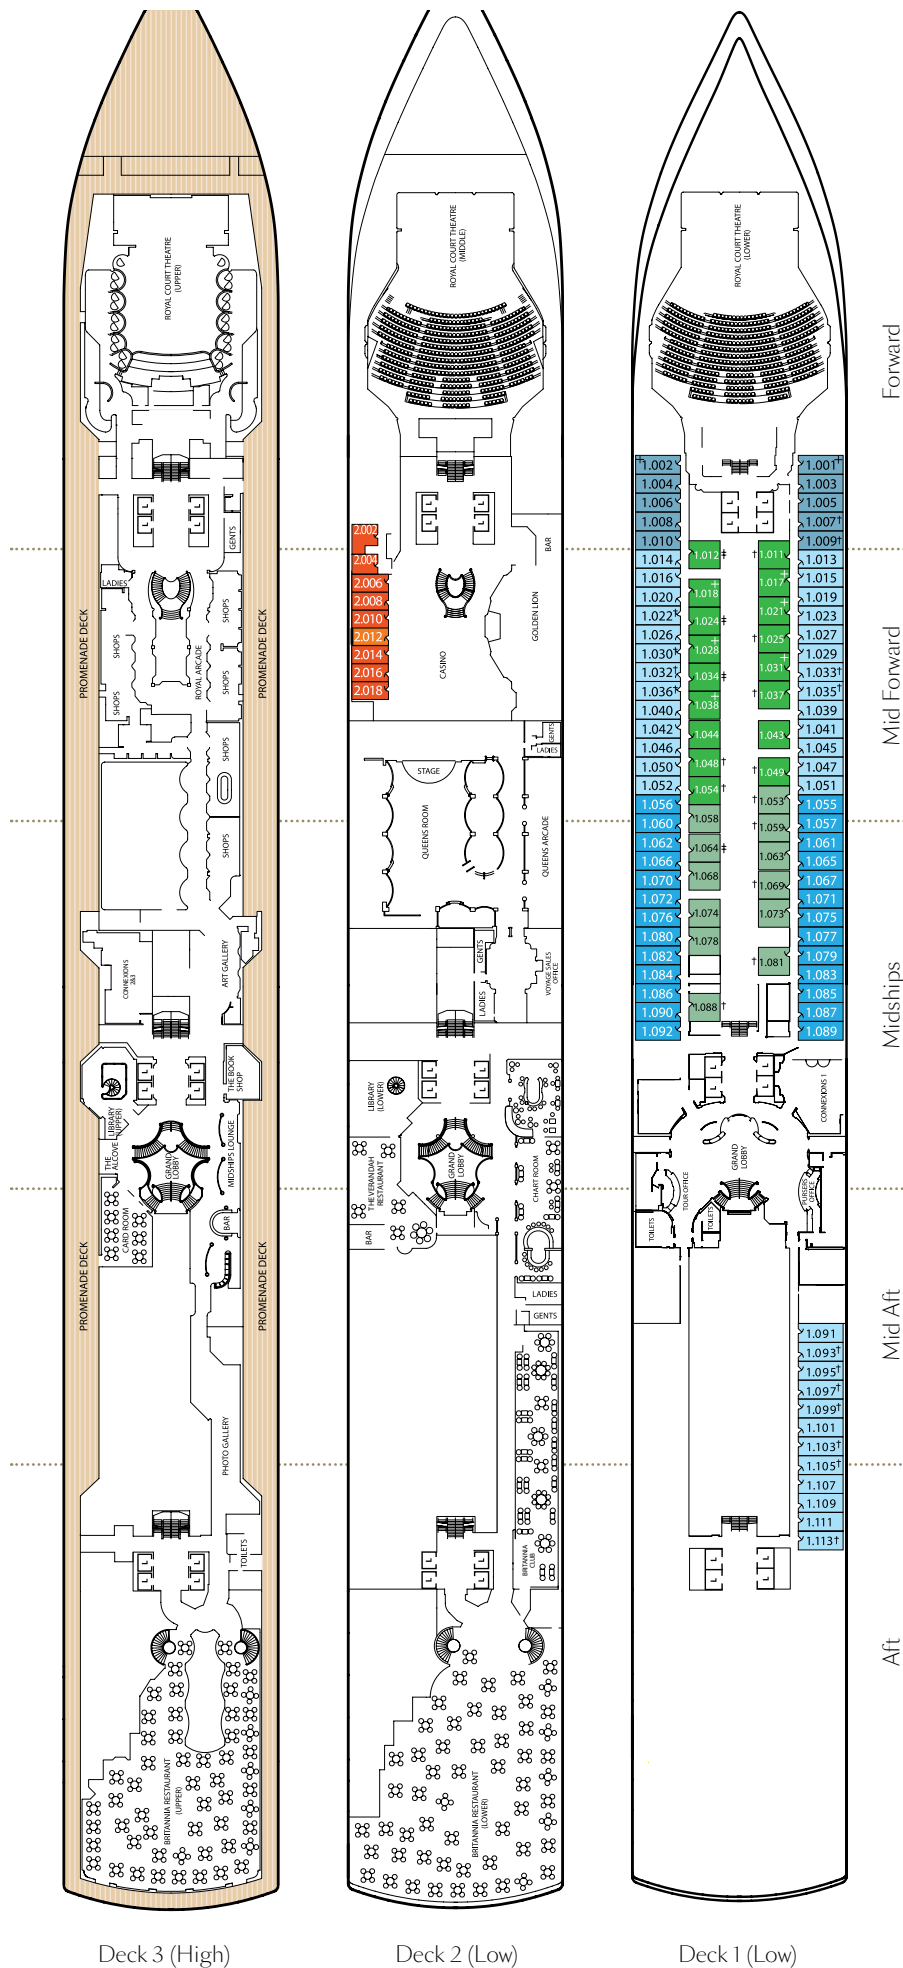 ROYAL COURT THEATRE
(UPPER)
GENTS
LADIES
PROMENADE DECK
PROMENADE DECK
SHOPS
SHOPS
SHOPS
SHOPS
ROYAL ARCADE
SHOPS
SHOPS
CONNEXIONS
2&3
ART GALLERY
THE BOOK
SHOP
LIBRARY
(UPPER)
THE
ALCOVE
GRAND
LOBBY
MIDSHIPS LOUNGE
CARD ROOM
BAR
PROMENADE DECK
PROMENADE DECK
PHOTO GALLERY
TOILETS
BRITANNIA RESTAURANT
(UPPER)
L
L
L
L
L
L
L
L
L
L
L
L
Deck 3 (High)
ROYAL COURT THEATRE
(MIDDLE)
2.002
2.004
2.006
2.008
2.010
2.012
2.014
2.016
2.018
BAR
GOLDEN LION
CASINO
GENTS
LADIES
STAGE
QUEENS ROOM
QUEENS ARCADE
GENTS
LADIES
VOYAGE SALES
OFFICE
LIBRARY
(LOWER)
THE VERANDAH
RESTAURANT
GRAND
LOBBY
CHART ROOM
BAR
LADIES
GENTS
BRITANNIA
CLUB
BRITANNIA RESTAURANT
(LOWER)
L
L
L
L
L
L
L
L
L
L
L
L
Deck 2 (Low)
ROYAL COURT THEATRE
(LOWER)
†1.002
1.004
1.006
1.008
1.010
1.014
1.016
1.020
1.022†
1.026
1.030†
1.032†
1.036†
1.040
1.042
1.046
1.050
1.052
1.056
1.060
1.062
1.066
1.070
1.072
1.076
1.080
1.082
1.084
1.086
1.090
1.092
1.012‡
1.018
1.024‡
1.028
1.034‡
1.038
1.044
1.048†
1.054†
1.058
1.064‡
1.068
1.074
1.078
1.088†
†1.011
1.017
1.021
†1.025
1.031
†1.037
1.043
†1.049
1.053
†1.059
1.063
†1.069
1.073
†1.081
1.001†
1.003
1.005
1.007†
1.009†
1.013
1.015
1.019
1.023
1.027
1.029
1.033†
1.035†
1.039
1.041
1.045
1.047
1.051
1.055
1.057
1.061
1.065
1.067
1.071
1.075
1.077
1.079
1.083
1.085
1.087
1.089
CONNEXIONS 1
GRAND
LOBBY
TOUR OFFICE
PURSERS
OFFICE
TOILETS
TOILETS
1.091
1.093†
1.095†
1.097†
1.099†
1.101
1.103†
1.105†
1.107
1.109
1.111
1.113†
L
L
L
L
L
L
L
L
L
L
L
L
Deck 1 (Low)
Forward
Mid Forward
Midships
Mid Aft
Aft